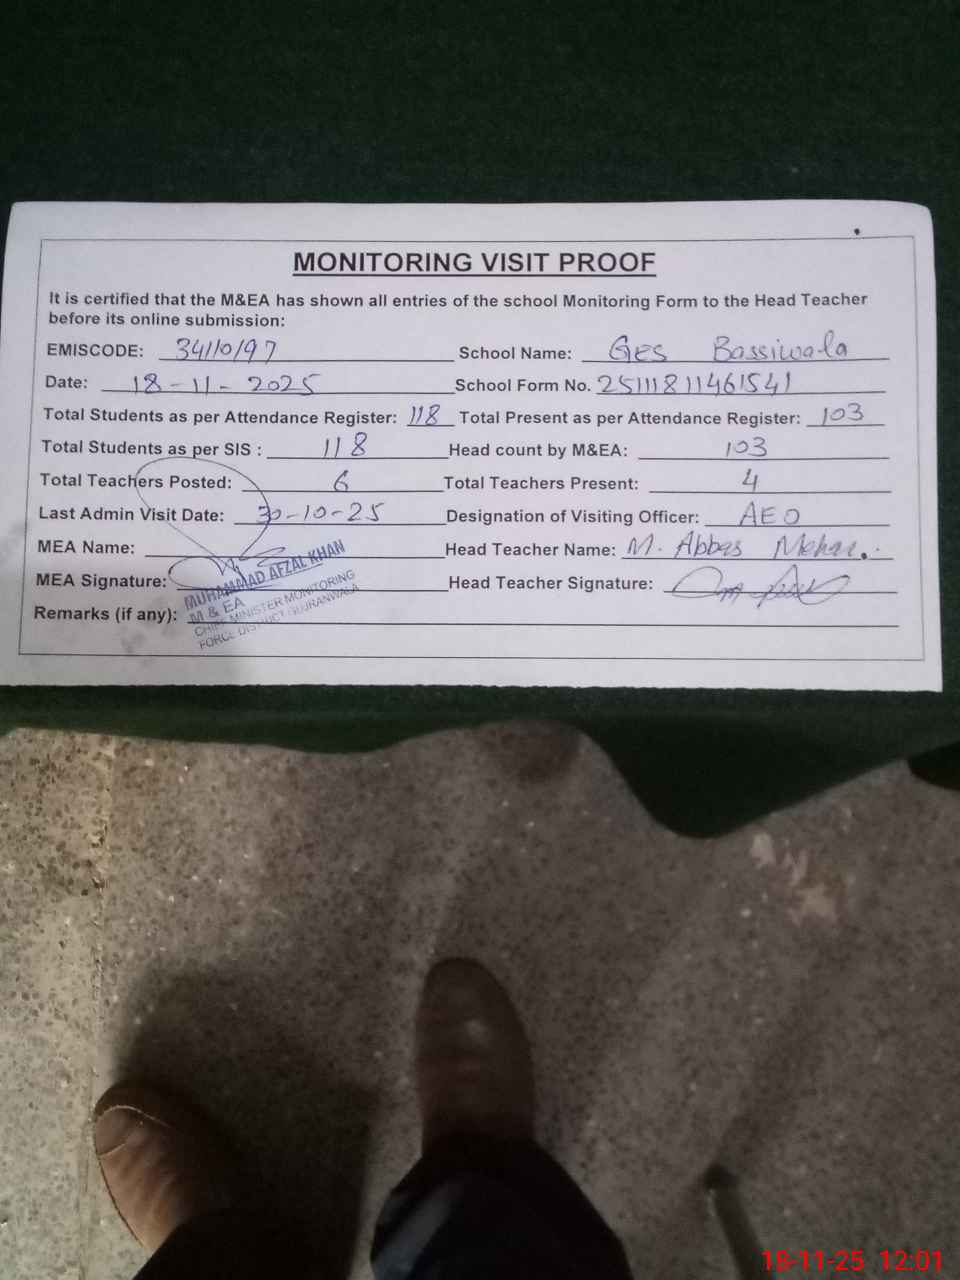 MONITORING VISIT PROOF
It is certified that the M&EA has shown all entries of the school Monitoring Form to the Head Teacher
before its online submission:
EMISCODE: 34110197 School Name: GES Bassiwala
Date: 18-11-2025 School Form No. 25111811461541
Total Students as per Attendance Register: 118 Total Present as per Attendance Register: 103
Total Students as per SIS : 118 Head count by M&EA: 103
Total Teachers Posted: 6 Total Teachers Present: 4
Last Admin Visit Date: 30-10-25 Designation of Visiting Officer: AEO
MEA Name: Head Teacher Name: M. Abbas
MEA Signature: Head Teacher Signature:
Remarks (if any):
MUHAMMAD AFZAL KHAN
M & EA
CHIEF MINISTER MONITORING
FORCE DISTRICT GUJRANWALA
18-11-25 12:01